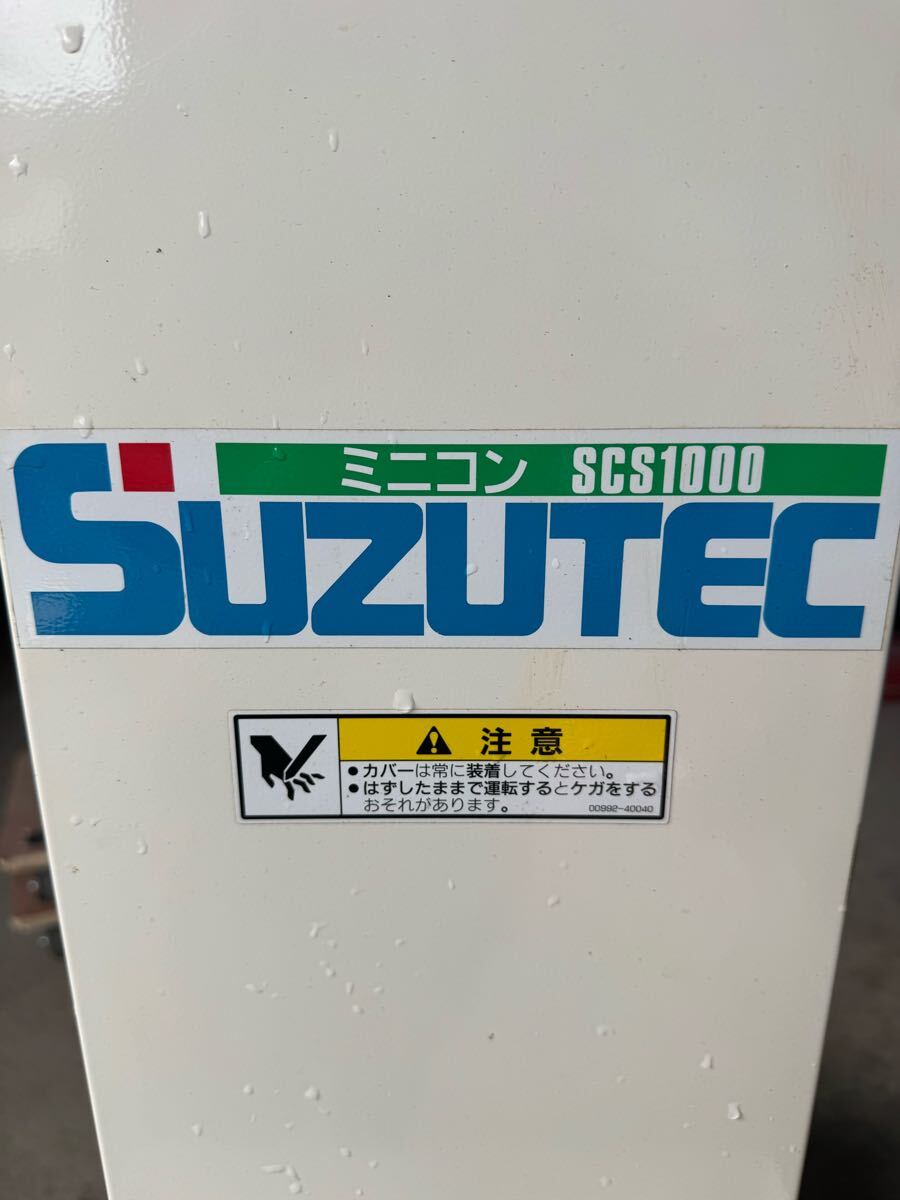 ミニコン SCS1000
SUZUTEC
注意
●カバーは常に装着してください。
●はずしたままで運転するとケガをする
おそれがあります。 00992-40040